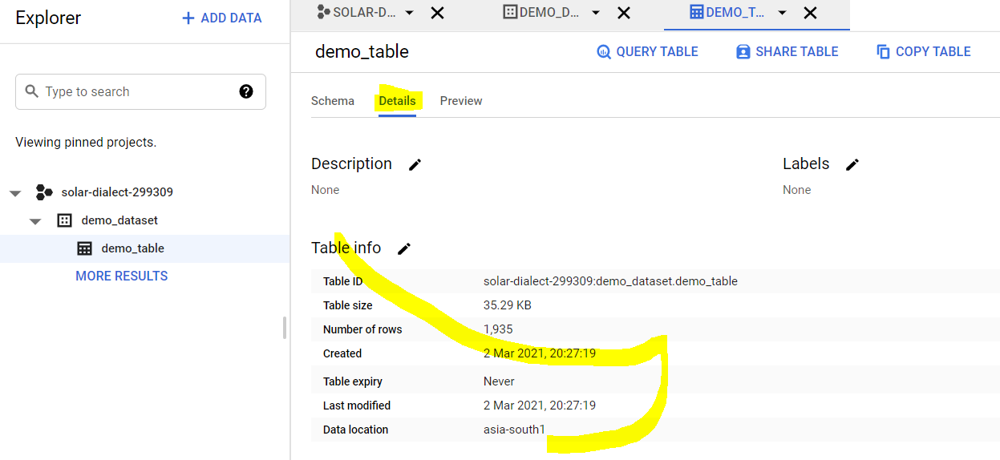 Explorer
+ ADD DATA
Type to search
?
Viewing pinned projects.
solar-dialect-299309
demo_dataset
demo_table
MORE RESULTS
SOLAR-D...
DEMO_D...
DEMO_T...
demo_table
QUERY TABLE
SHARE TABLE
COPY TABLE
Schema Details Preview
Description
None
Labels
None
Table info
Table ID solar-dialect-299309:demo_dataset.demo_table
Table size 35.29 KB
Number of rows 1,935
Created 2 Mar 2021, 20:27:19
Table expiry Never
Last modified 2 Mar 2021, 20:27:19
Data location asia-south1